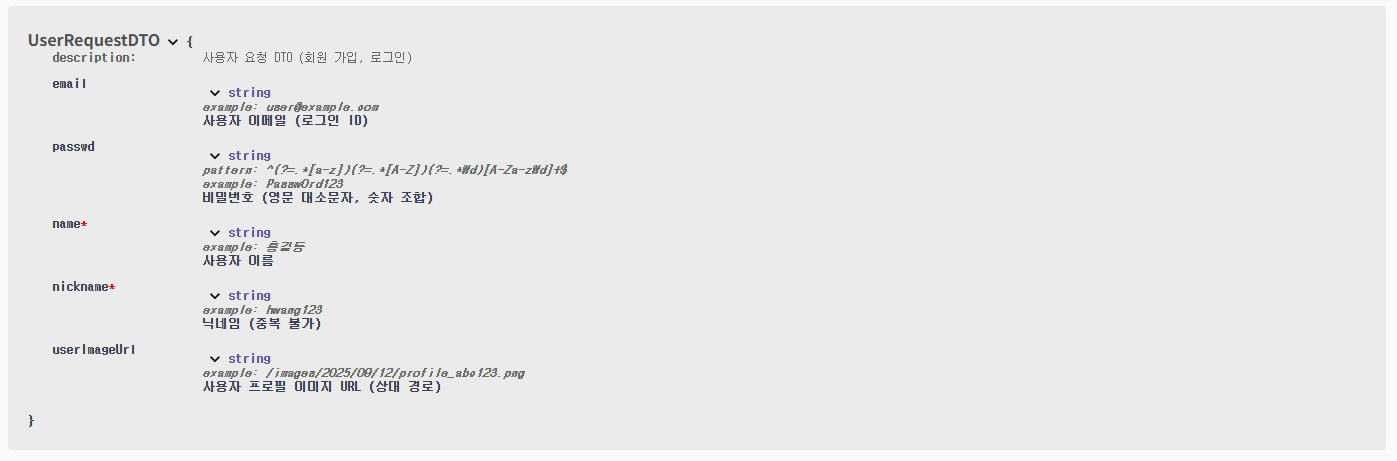 UserRequestDTO {
description: 사용자 요청 DTO (회원 가입, 로그인)
email
string
example: user@example.com
사용자 이메일 (로그인 ID)
passwd
string
pattern: ^(?=.*[a-z])(?=.*[A-Z])(?=.*₩d)[A-Za-z₩d]+$
example: Passw0rd123
비밀번호 (영문 대소문자, 숫자 조합)
name*
string
example: 홍길동
사용자 이름
nickname*
string
example: hwang123
닉네임 (중복 불가)
userImageUrl
string
example: /images/2025/09/12/profile_abc123.png
사용자 프로필 이미지 URL (상대 경로)
}